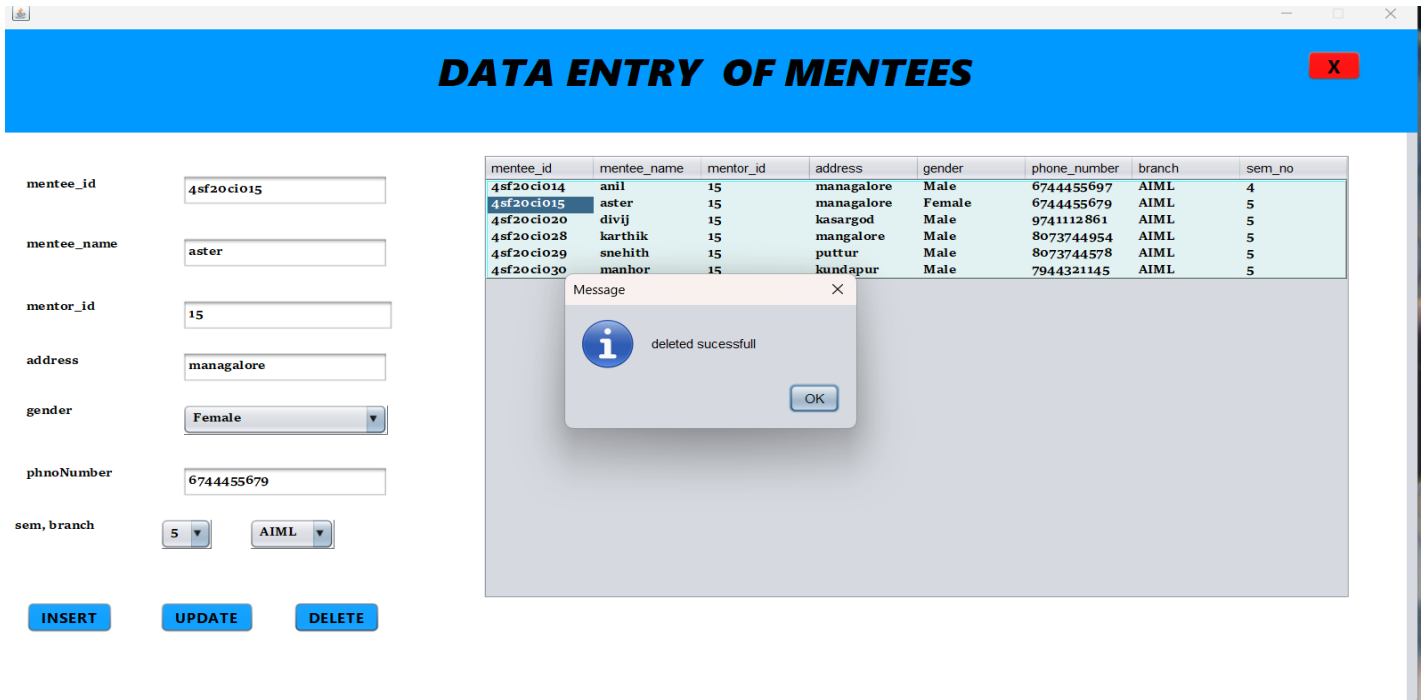 DATA ENTRY OF MENTEES
X
mentee_id 4sf20ci015
mentee_name aster
mentor_id 15
address managalore
gender Female
phnoNumber 6744455679
sem, branch 5 AIML
INSERT UPDATE DELETE
mentee_id mentee_name mentor_id address gender phone_number branch sem_no
4sf20ci014 anil 15 managalore Male 6744455697 AIML 4
4sf20ci015 aster 15 managalore Female 6744455679 AIML 5
4sf20ci020 divij 15 kasargod Male 9741112861 AIML 5
4sf20ci028 karthik 15 mangalore Male 8073744954 AIML 5
4sf20ci029 snehith 15 puttur Male 8073744578 AIML 5
4sf20ci030 manhor 15 kundapur Male 7944321145 AIML 5
Message
deleted sucessfull
OK